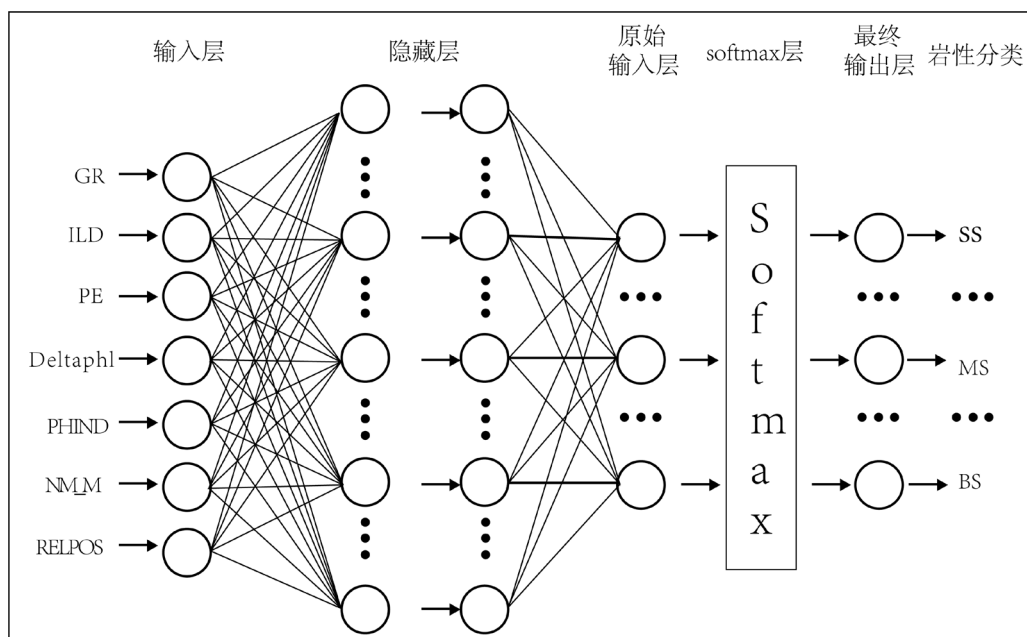 输入层
隐藏层
原始
输入层
softmax层
最终
输出层
岩性分类
GR
ILD
PE
Deltaphl
PHIND
NM_M
RELPOS
Softmax
SS
MS
BS